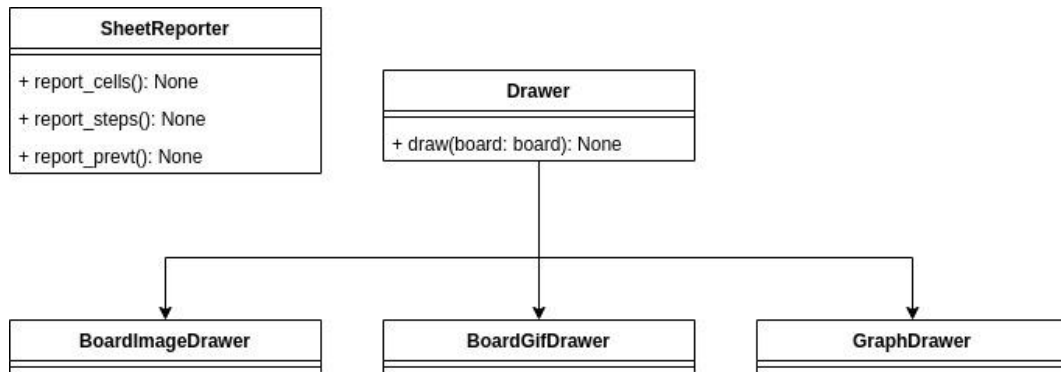 SheetReporter
+ report_cells(): None
+ report_steps(): None
+ report_prevt(): None
Drawer
+ draw(board: board): None
BoardImageDrawer
BoardGifDrawer
GraphDrawer